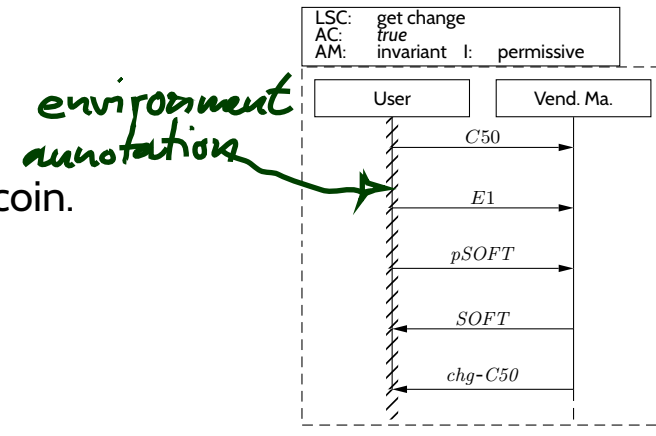 LSC: get change
AC: true
AM: invariant I: permissive
environment
annotation
User Vend. Ma.
C50
coin.
E1
pSOFT
SOFT
chg-C50